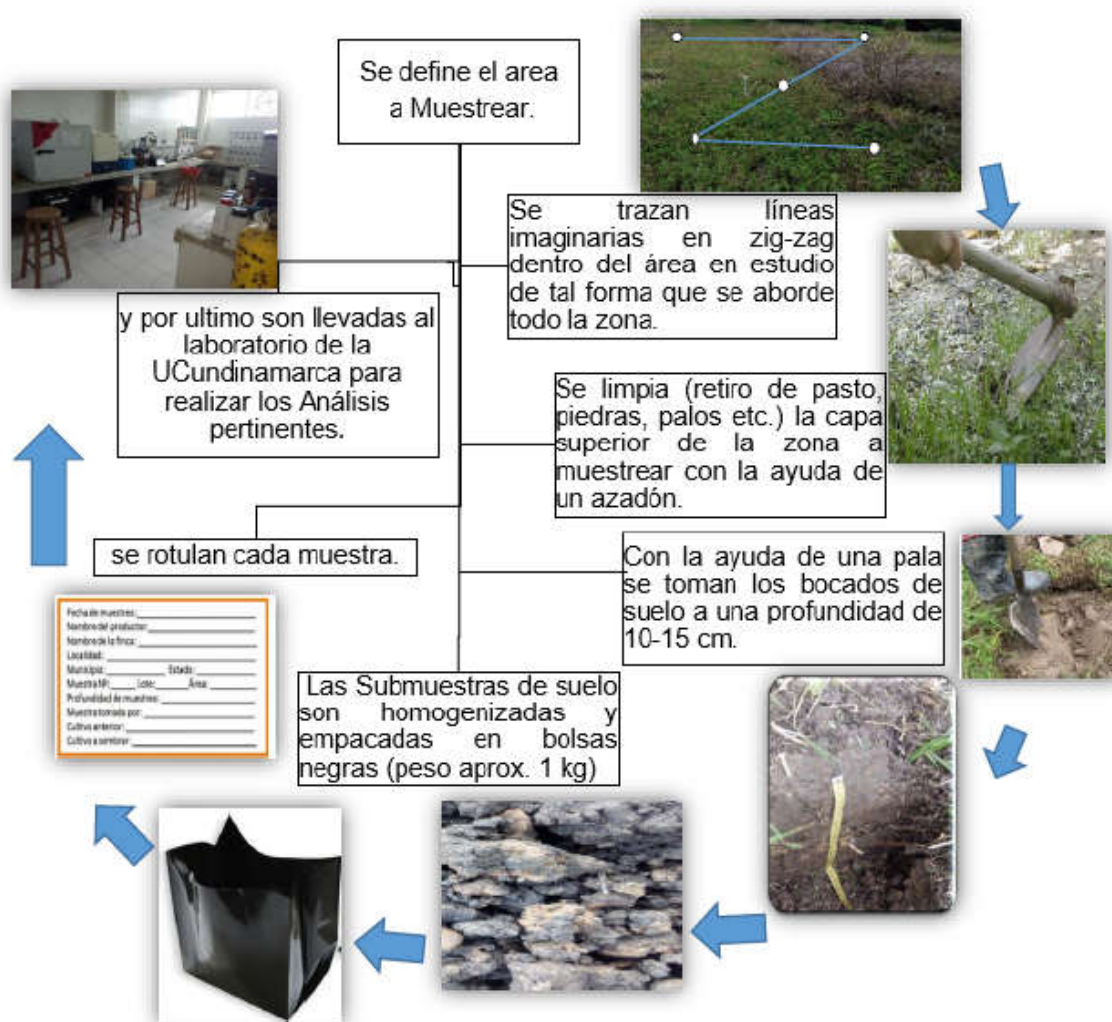 Se define el area
a Muestrear.
Se trazan líneas
imaginarias en zig-zag
dentro del área en estudio
de tal forma que se aborde
todo la zona.
Se limpia (retiro de pasto,
piedras, palos etc.) la capa
superior de la zona a
muestrear con la ayuda de
un azadón.
Con la ayuda de una pala
se toman los bocados de
suelo a una profundidad de
10-15 cm.
Las Submuestras de suelo
son homogenizadas y
empacadas en bolsas
negras (peso aprox. 1 kg)
se rotulan cada muestra.
Fecha de muestreo:
Nombre del productor:
Nombre de la finca:
Localidad:
Municipio: Estado:
Muestra Nº: Lote: Área:
Profundidad de muestreo:
Muestra tomada por:
Cultivo anterior:
Cultivo a sembrar:
y por ultimo son llevadas al
laboratorio de la
UCundinamarca para
realizar los Análisis
pertinentes.